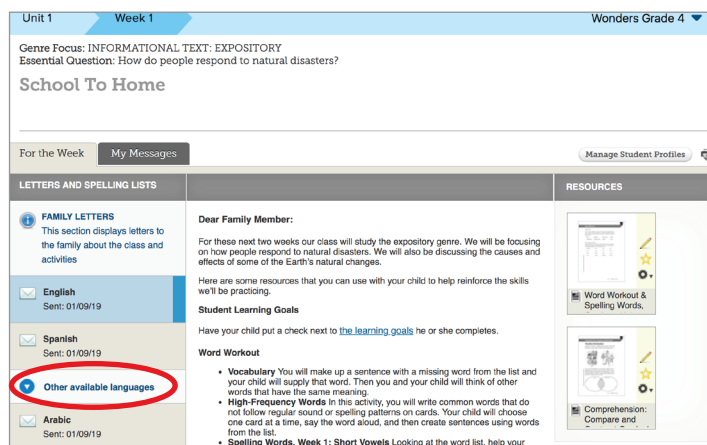 Unit 1
Week 1
Wonders Grade 4
Genre Focus: INFORMATIONAL TEXT: EXPOSITORY
Essential Question: How do people respond to natural disasters?
School To Home
For the Week
My Messages
Manage Student Profiles
LETTERS AND SPELLING LISTS
FAMILY LETTERS
This section displays letters to
the family about the class and
activities
English
Sent: 01/09/19
Spanish
Sent: 01/09/19
Other available languages
Arabic
Sent: 01/09/19
Dear Family Member:
For these next two weeks our class will study the expository genre. We will be focusing
on how people respond to natural disasters. We will also be discussing the causes and
effects of some of the Earth's natural changes.
Here are some resources that you can use with your child to help reinforce the skills
we'll be practicing.
Student Learning Goals
Have your child put a check next to the learning goals he or she completes.
Word Workout
• Vocabulary You will make up a sentence with a missing word from the list and
your child will supply that word. Then you and your child will think of other
words that have the same meaning.
• High-Frequency Words In this activity, you will write common words that do
not follow regular sound or spelling patterns on cards. Your child will choose
one card at a time, say the word aloud, and then create sentences using words
from the list.
• Spelling Words, Week 1: Short Vowels Looking at the word list, help your
RESOURCES
Word Workout &
Spelling Words,
Comprehension:
Compare and